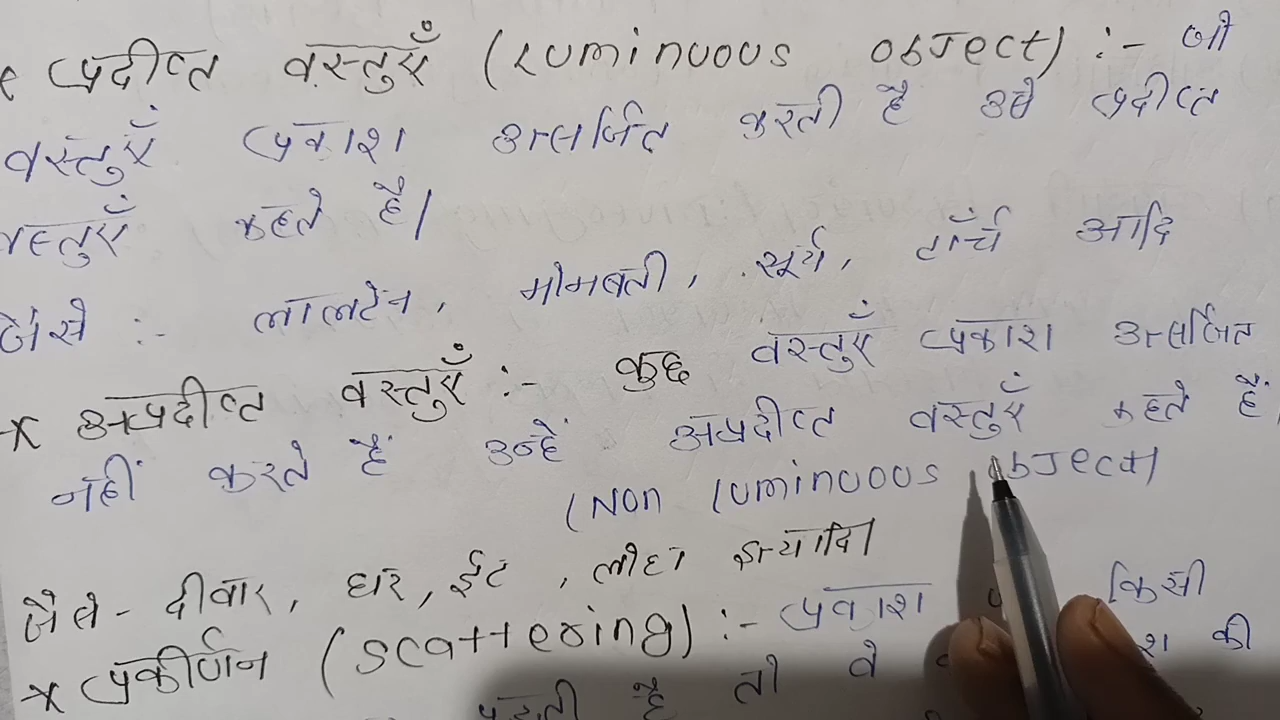 * प्रदीप्त वस्तुएँ (Luminuous object) :- जो
वस्तुएँ प्रकाश उत्सर्जित करती है उसे प्रदीप्त
वस्तुएँ कहते है।
जैसे :- लालटेन, मोमबती, सूर्य, टॉर्च आदि
* अप्रदीप्त वस्तुएँ :- कुछ वस्तुएँ प्रकाश उत्सर्जित
नहीं करते हैं उन्हें अप्रदीप्त वस्तुएँ कहते हैं।
(Non luminuous object)
जैसे - दीवार, घर, ईट, लोहा इत्यादि।
* प्रकीर्णन (Scattering) :- प्रकाश किसी
पड़ती है तो वे की